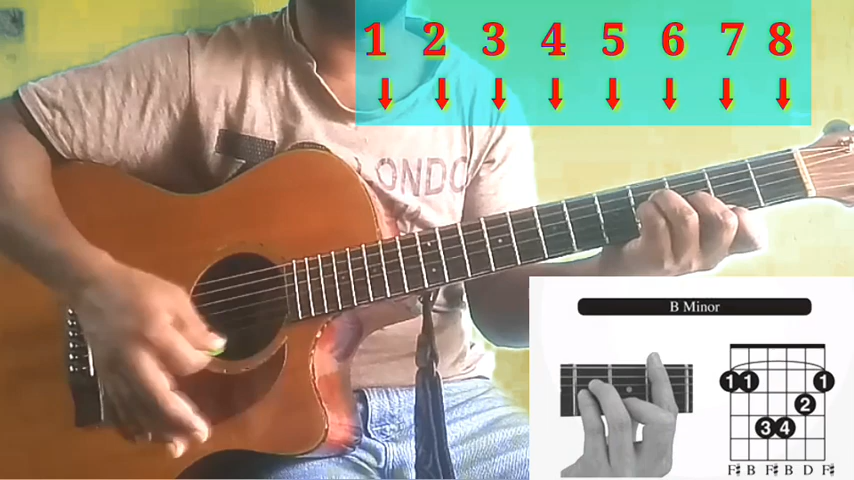 1 2 3 4 5 6 7 8
LONDO
B Minor
1 1 1
2
3 4
F# B F# B D F#